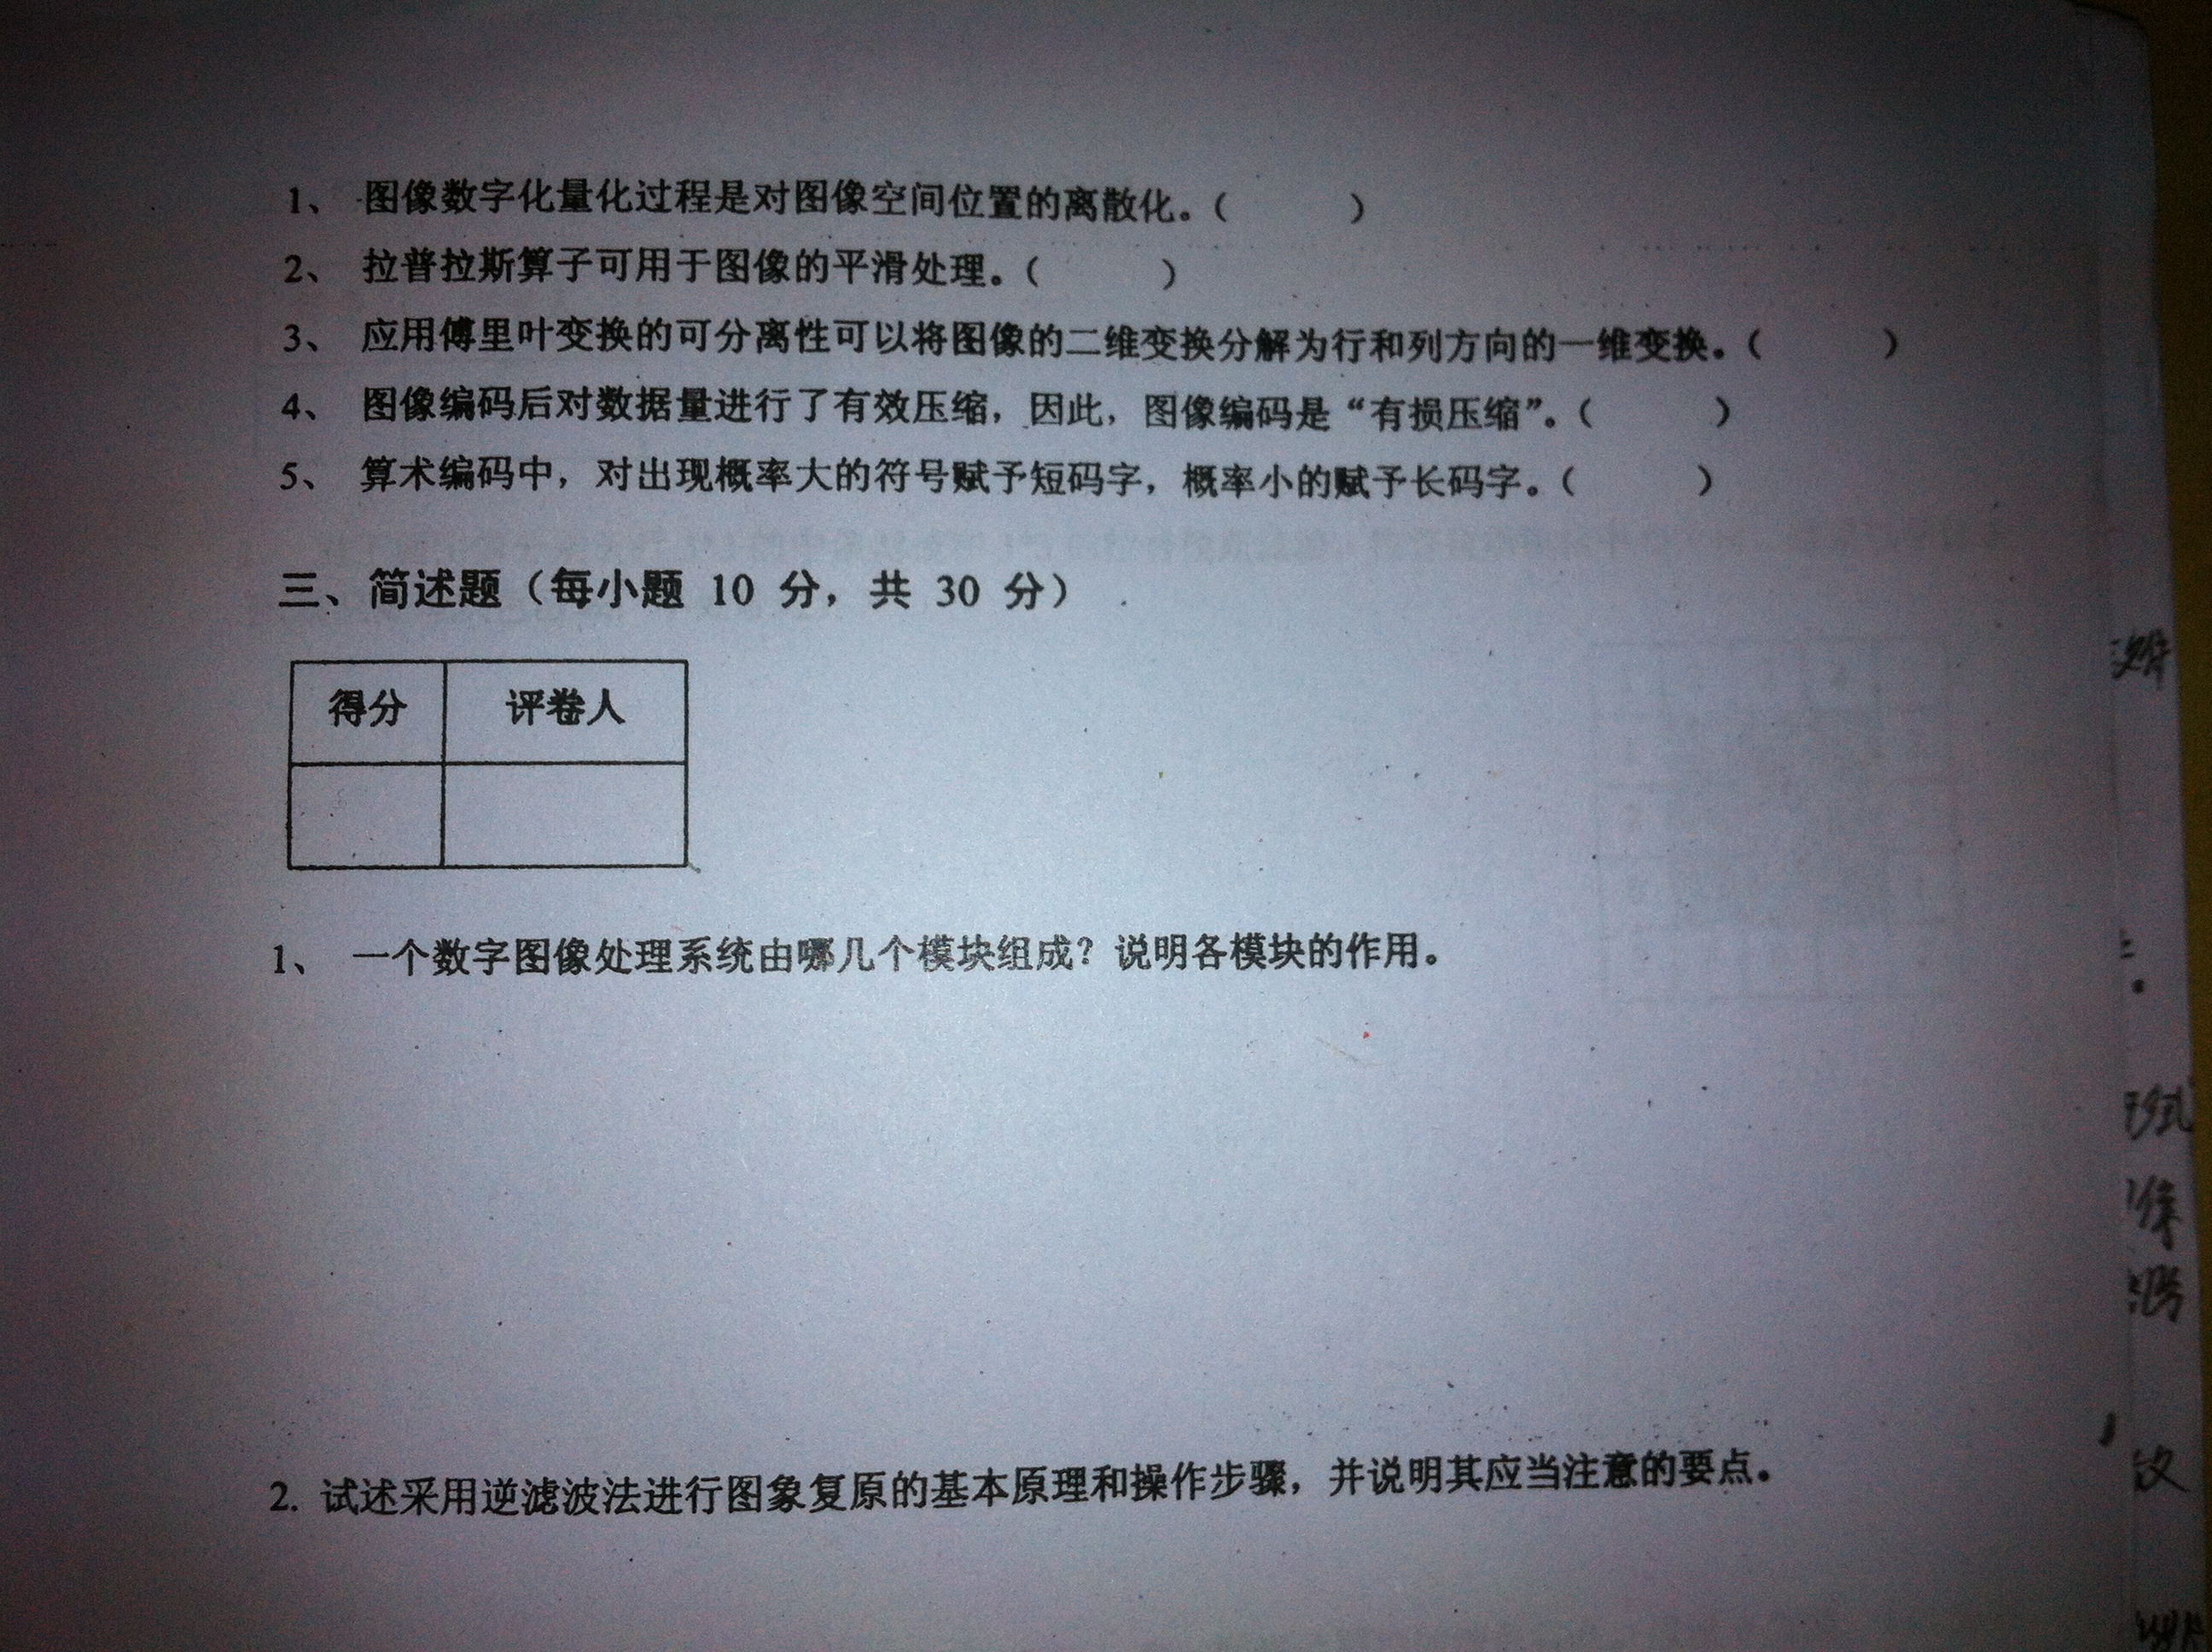 1、 图像数字化量化过程是对图像空间位置的离散化。（ ）
2、 拉普拉斯算子可用于图像的平滑处理。（ ）
3、 应用傅里叶变换的可分离性可以将图像的二维变换分解为行和列方向的一维变换。（ ）
4、 图像编码后对数据量进行了有效压缩，因此，图像编码是“有损压缩”。（ ）
5、 算术编码中，对出现概率大的符号赋予短码字，概率小的赋予长码字。（ ）
三、简述题（每小题 10 分，共 30 分）
得分 评卷人
1、 一个数字图像处理系统由哪几个模块组成？说明各模块的作用。
2. 试述采用逆滤波法进行图象复原的基本原理和操作步骤，并说明其应当注意的要点。